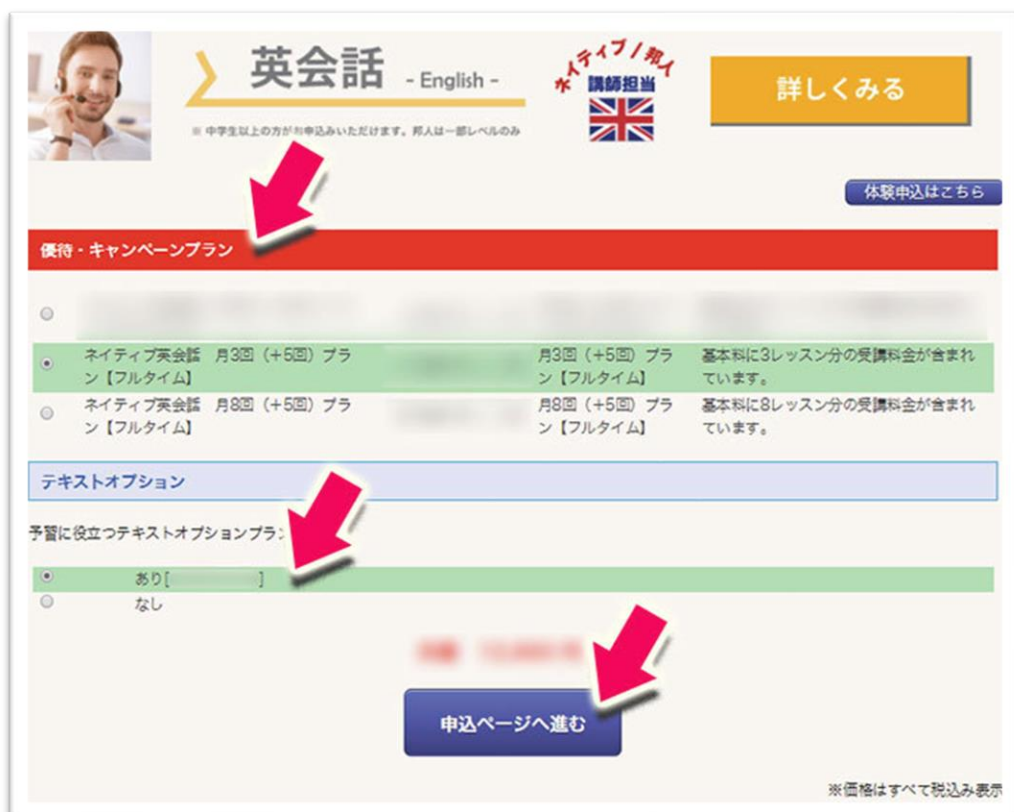 英会話 - English -
※ 中学生以上の方がお申込みいただけます。邦人は一部レベルのみ
ネイティブ / 邦人
講師担当
詳しくみる
体験申込はこちら
優待 - キャンペーンプラン
ネイティブ英会話 月3回（+5回）プラ 月3回（+5回）プラ 基本料に3レッスン分の受講料金が含まれ
ン【フルタイム】 ン【フルタイム】 ています。
ネイティブ英会話 月8回（+5回）プラ 月8回（+5回）プラ 基本料に8レッスン分の受講料金が含まれ
ン【フルタイム】 ン【フルタイム】 ています。
テキストオプション
予習に役立つテキストオプションプラン
あり[ ]
なし
申込ページへ進む
※価格はすべて税込み表示